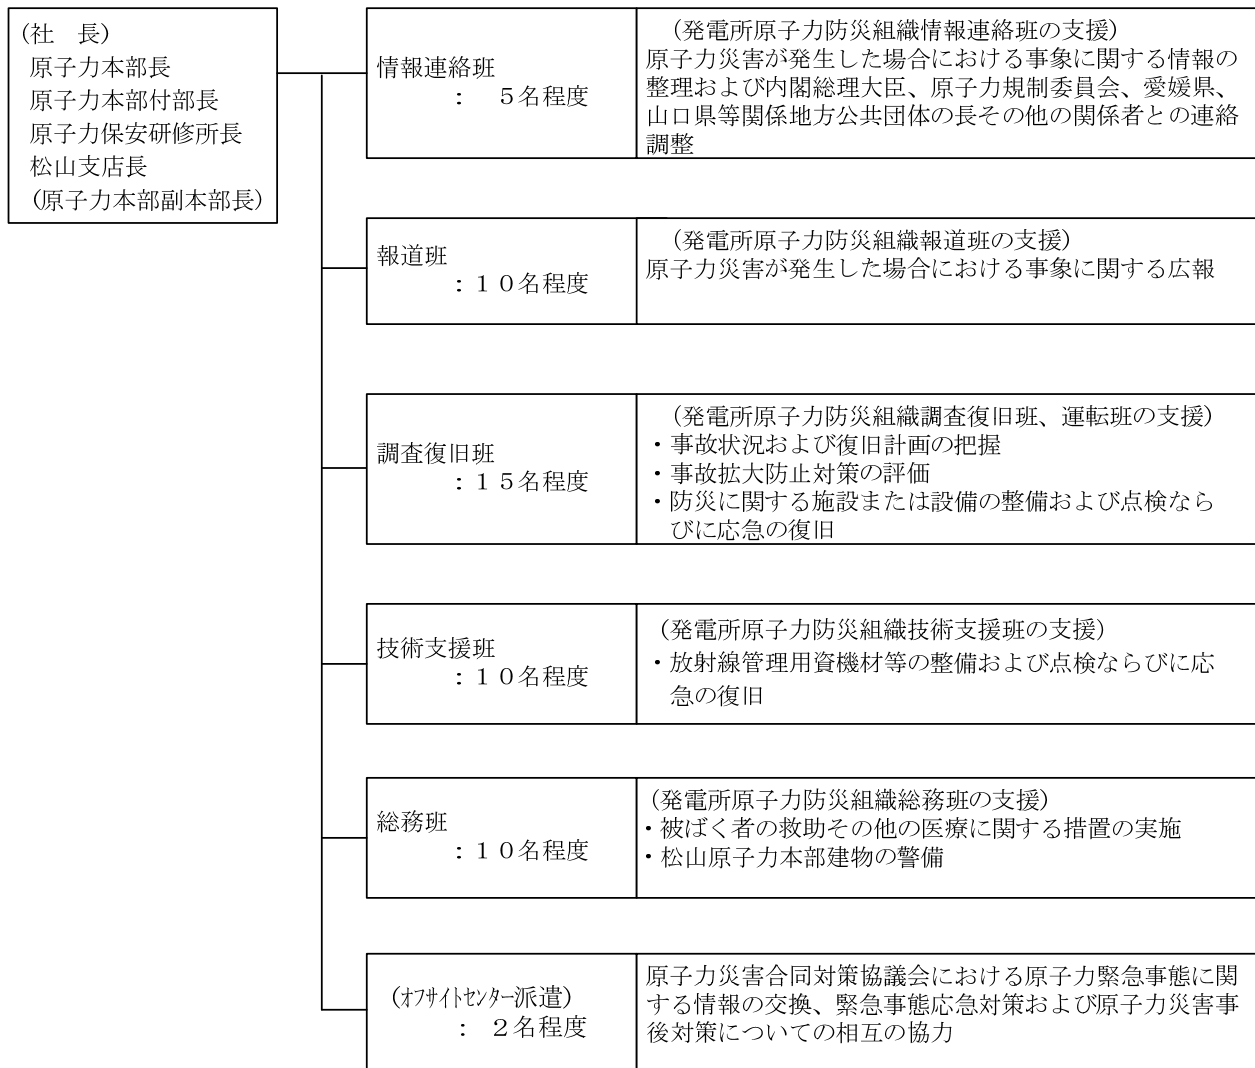 (社　長)
原子力本部長
原子力本部付部長
原子力保安研修所長
松山支店長
(原子力本部副本部長)
情報連絡班
：　５名程度
(発電所原子力防災組織情報連絡班の支援)
原子力災害が発生した場合における事象に関する情報の
整理および内閣総理大臣、原子力規制委員会、愛媛県、
山口県等関係地方公共団体の長その他の関係者との連絡
調整
報道班
：１０名程度
(発電所原子力防災組織報道班の支援)
原子力災害が発生した場合における事象に関する広報
調査復旧班
：１５名程度
(発電所原子力防災組織調査復旧班、運転班の支援)
・事故状況および復旧計画の把握
・事故拡大防止対策の評価
・防災に関する施設または設備の整備および点検なら
びに応急の復旧
技術支援班
：１０名程度
(発電所原子力防災組織技術支援班の支援)
・放射線管理用資機材等の整備および点検ならびに応
急の復旧
総務班
：１０名程度
(発電所原子力防災組織総務班の支援)
・被ばく者の救助その他の医療に関する措置の実施
・松山原子力本部建物の警備
(ｵﾌｻｲﾄｾﾝﾀｰ派遣)
：　２名程度
原子力災害合同対策協議会における原子力緊急事態に関
する情報の交換、緊急事態応急対策および原子力災害事
後対策についての相互の協力